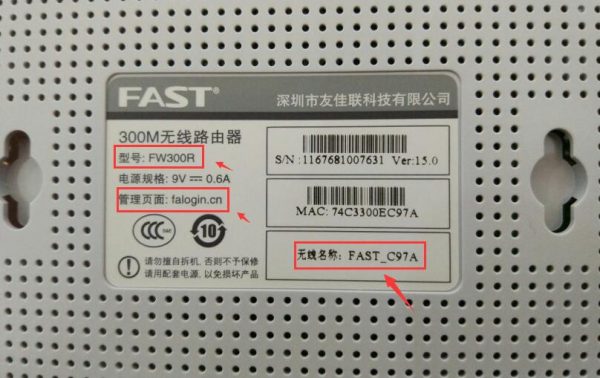 FAST®
深圳市友佳联科技有限公司
300M无线路由器
型号: FW300R
电源规格: 9V ⎓ 0.6A
管理页面: falogin.cn
CCC
10
请勿擅自拆机, 否则不予保修
请使用配套电源, 以免损坏产品
S/N:1167681007631 Ver:15.0
MAC: 74C3300EC97A
无线名称: FAST_C97A